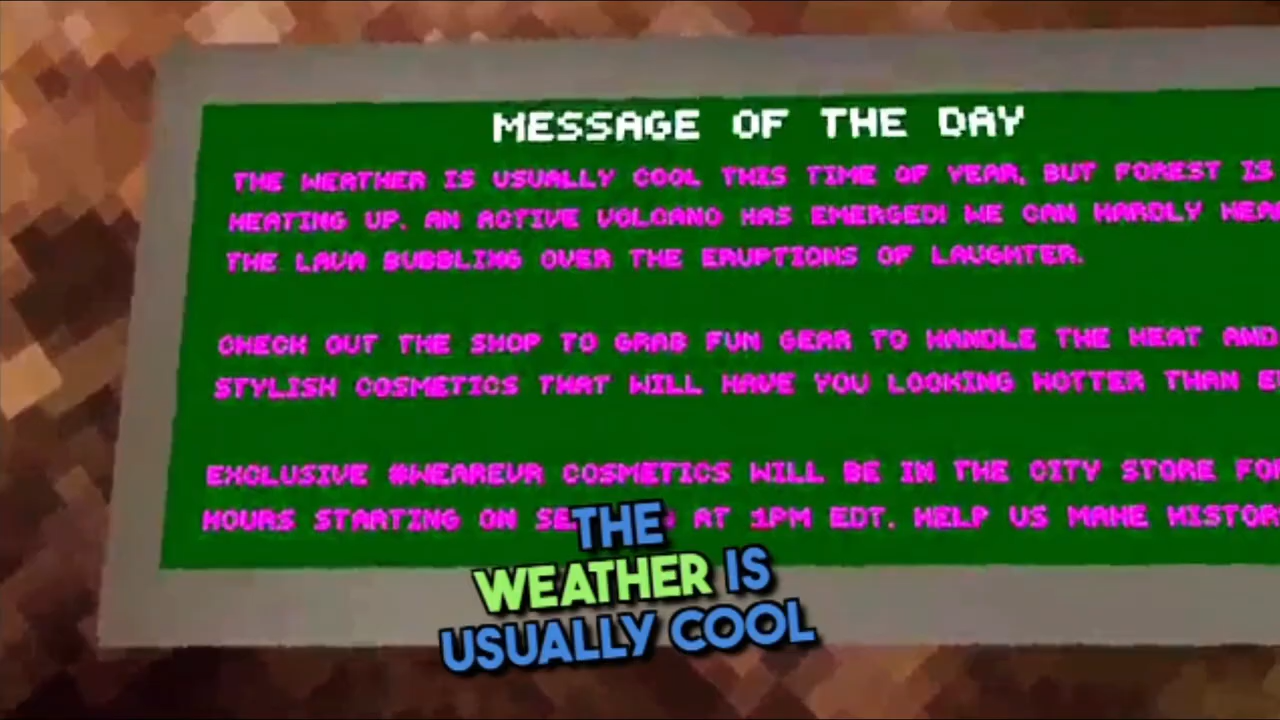 MESSAGE OF THE DAY
THE WEATHER IS USUALLY COOL THIS TIME OF YEAR, BUT FOREST IS
HEATING UP. AN ACTIVE VOLCANO HAS EMERGED! WE CAN HARDLY HEA
THE LAVA BUBBLING OVER THE ERUPTIONS OF LAUGHTER.
CHECK OUT THE SHOP TO GRAB FUN GEAR TO HANDLE THE HEAT AND
STYLISH COSMETICS THAT WILL HAVE YOU LOOKING HOTTER THAN E
EXCLUSIVE #WEAREVR COSMETICS WILL BE IN THE CITY STORE FO
HOURS STARTING ON SE AT 1PM EDT. HELP US MAKE HISTOR
THE
WEATHER IS
USUALLY COOL